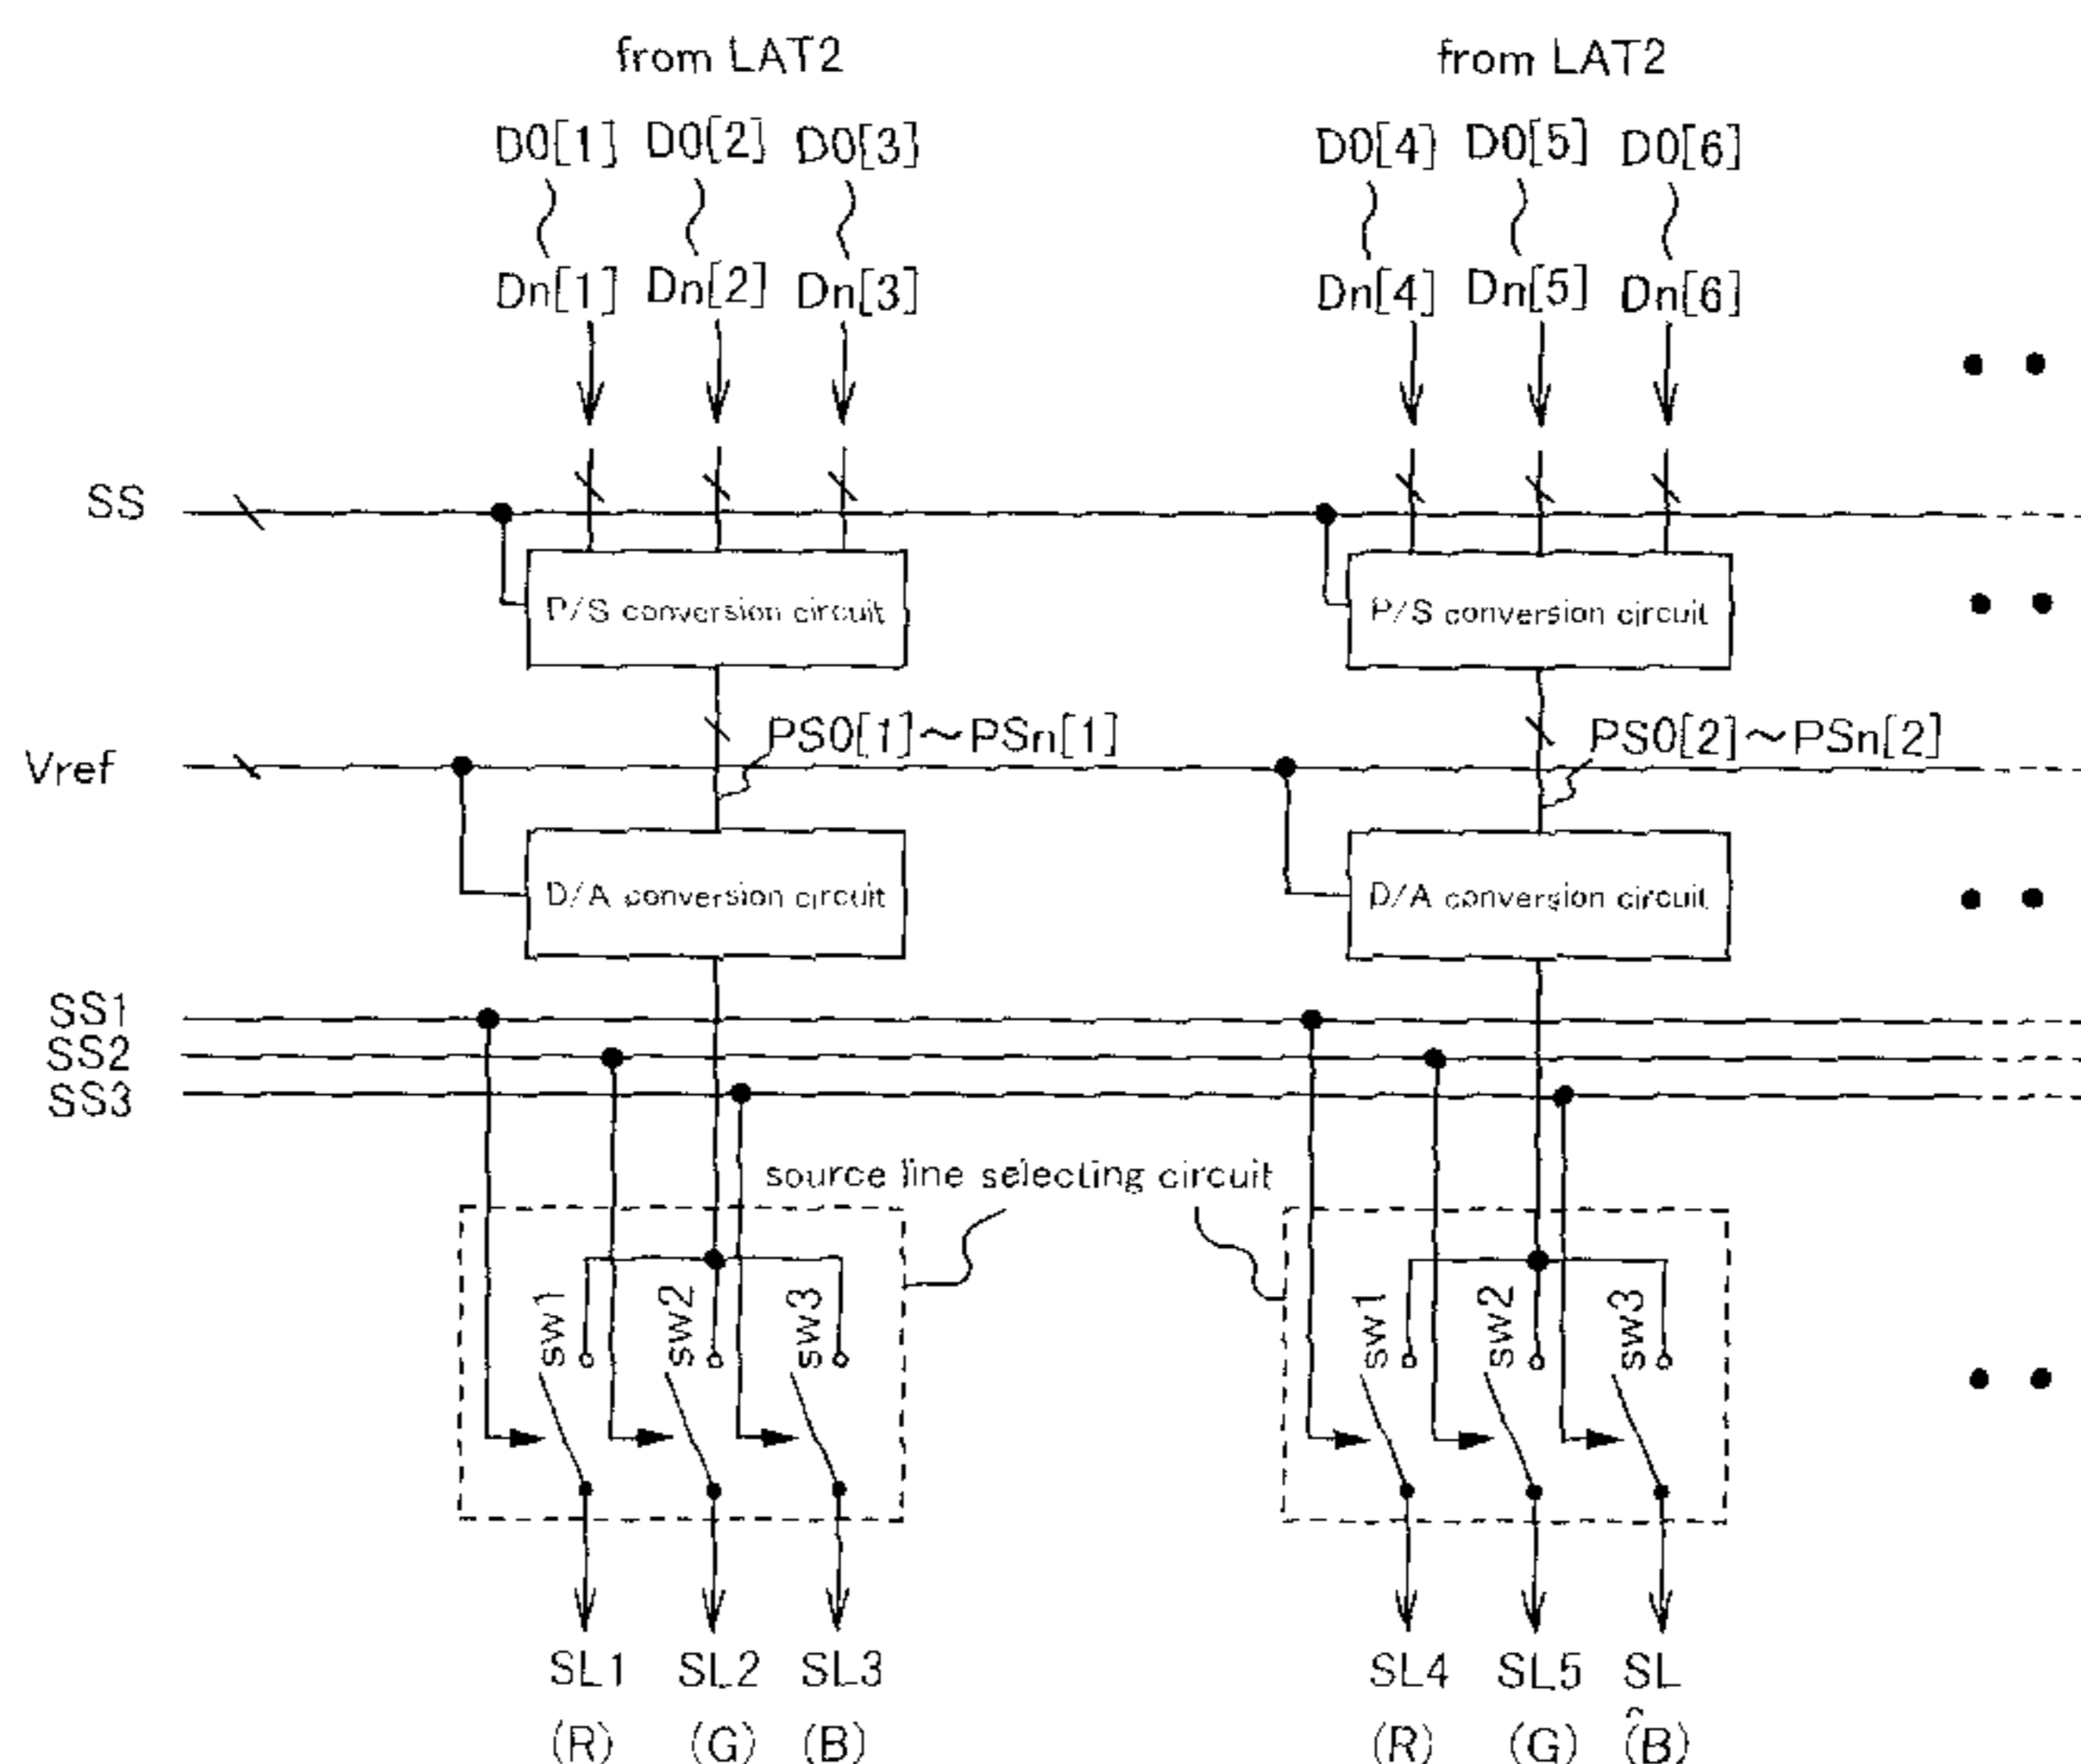 from LAT2 from LAT2
D0[1] D0[2] D0[3] D0[4] D0[5] D0[6]
Dn[1] Dn[2] Dn[3] Dn[4] Dn[5] Dn[6]
SS
P/S conversion circuit P/S conversion circuit
PS0[1]~PSn[1] PS0[2]~PSn[2]
Vref
D/A conversion circuit D/A conversion circuit
SS1
SS2
SS3
source line selecting circuit
sw1 sw2 sw3 sw1 sw2 sw3
SL1 SL2 SL3 SL4 SL5 SL
(R) (G) (B) (R) (G) (B)